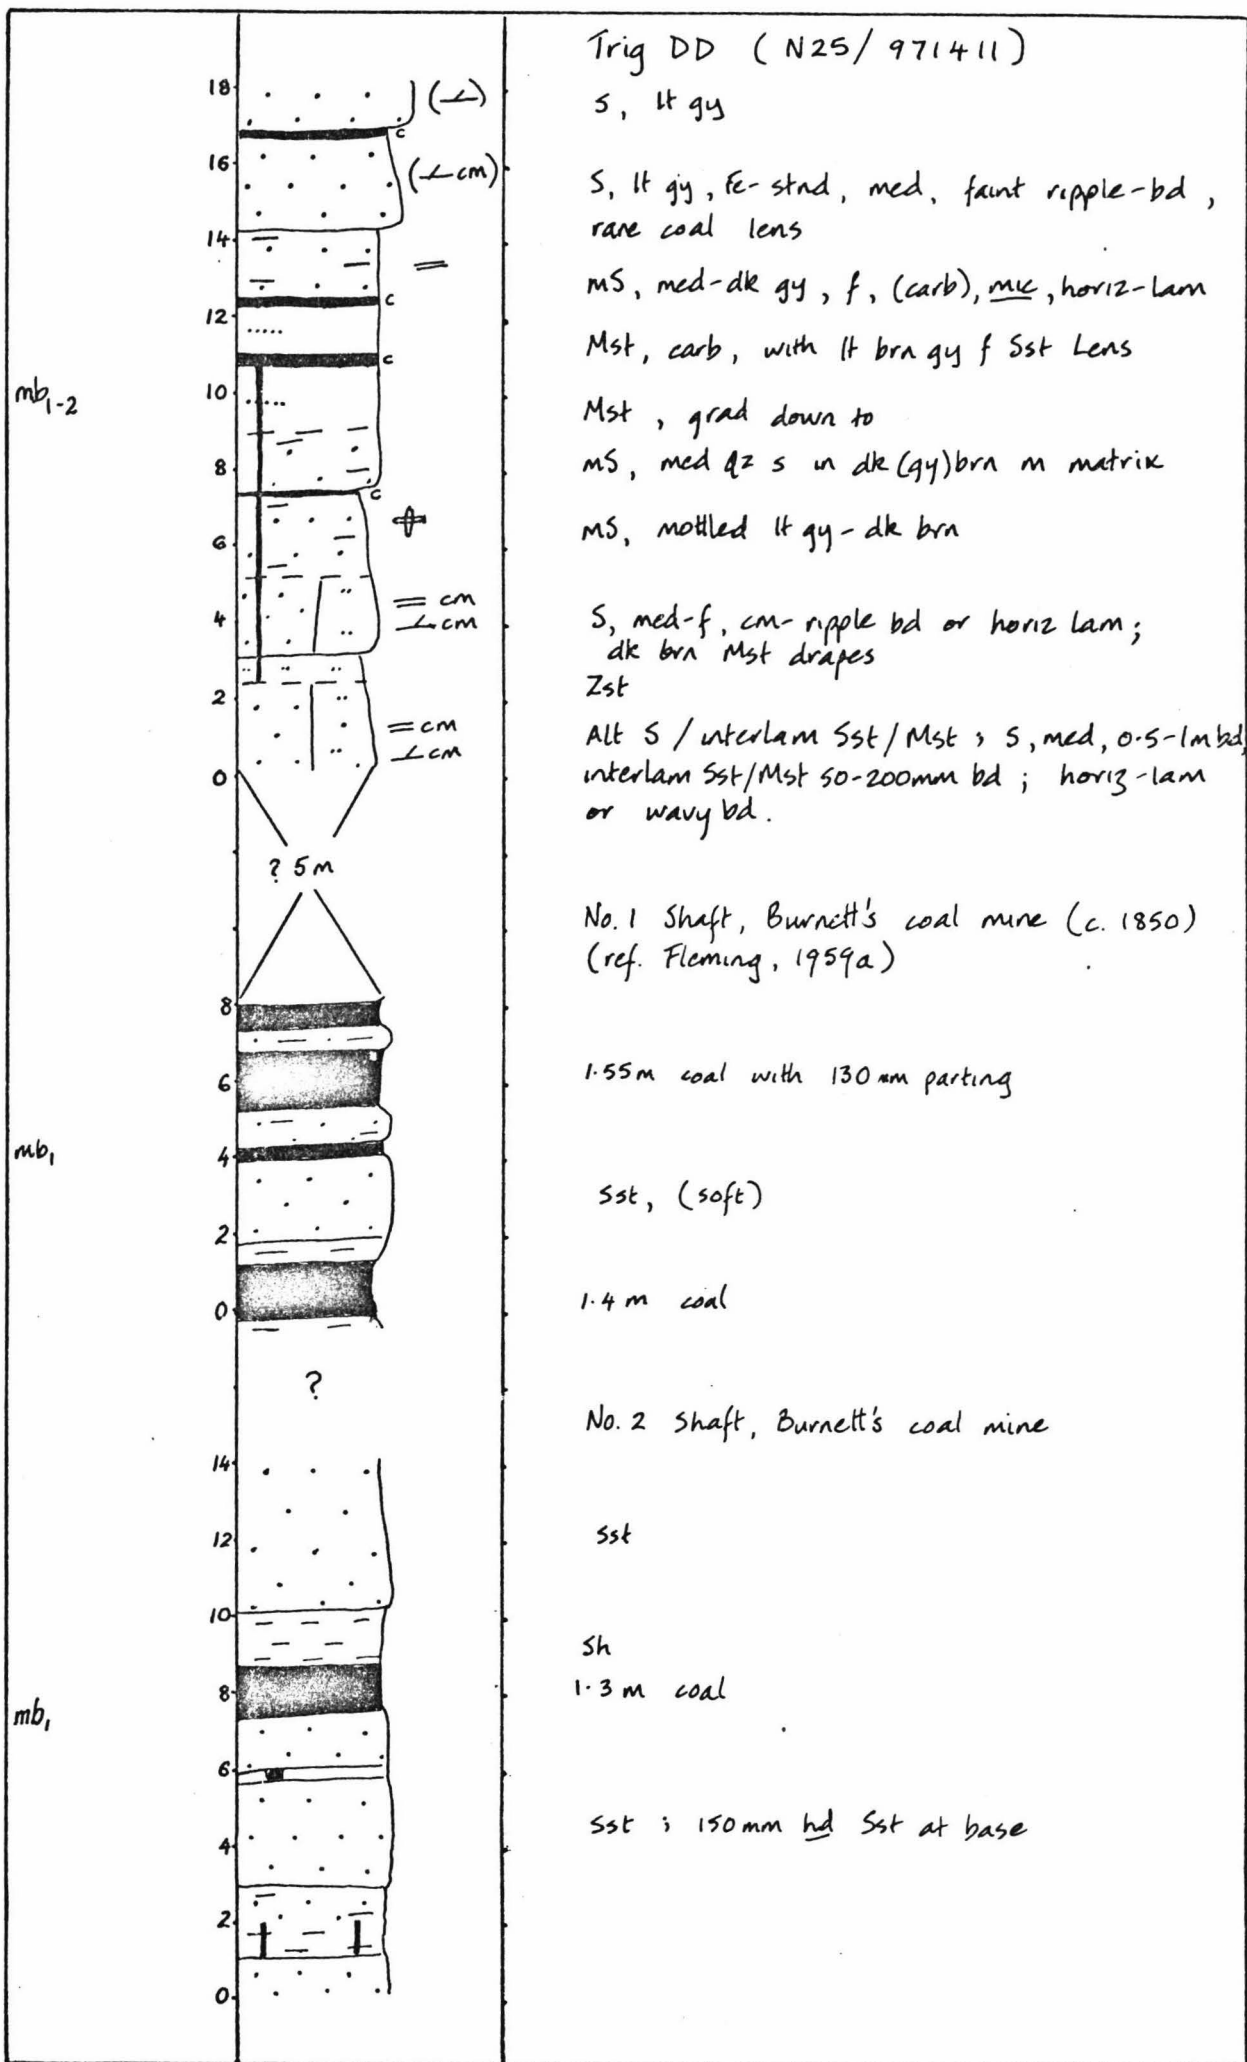 Trig DD (N25/971411)
18
(⊥)
S, lt gy
c
16
(⊥ cm)
S, lt gy, Fe-stnd, med, faint ripple-bd,
rare coal lens
14
mS, med-dk gy, f, (carb), mic, horiz-lam
c
12
Mst, carb, with lt brn gy f Sst Lens
c
mb1-2
10
Mst, grad down to
8
mS, med qz s in dk (gy) brn m matrix
c
6
mS, mottled lt gy-dk brn
= cm
4
⊥ cm
S, med-f, cm-ripple bd or horiz lam;
dk brn Mst drapes
Zst
2
= cm
⊥ cm
Alt S / interlam Sst/Mst; S, med, 0.5-1m bd,
0
interlam Sst/Mst 50-200mm bd; horiz-lam
or wavy bd.
? 5m
No. 1 Shaft, Burnett's coal mine (c. 1850)
(ref. Fleming, 1959a)
8
6
1.55m coal with 130mm parting
mb1
4
Sst, (soft)
2
0
1.4m coal
?
No. 2 Shaft, Burnett's coal mine
14
12
Sst
10
Sh
8
1.3m coal
mb1
6
4
Sst; 150mm hd Sst at base
2
0